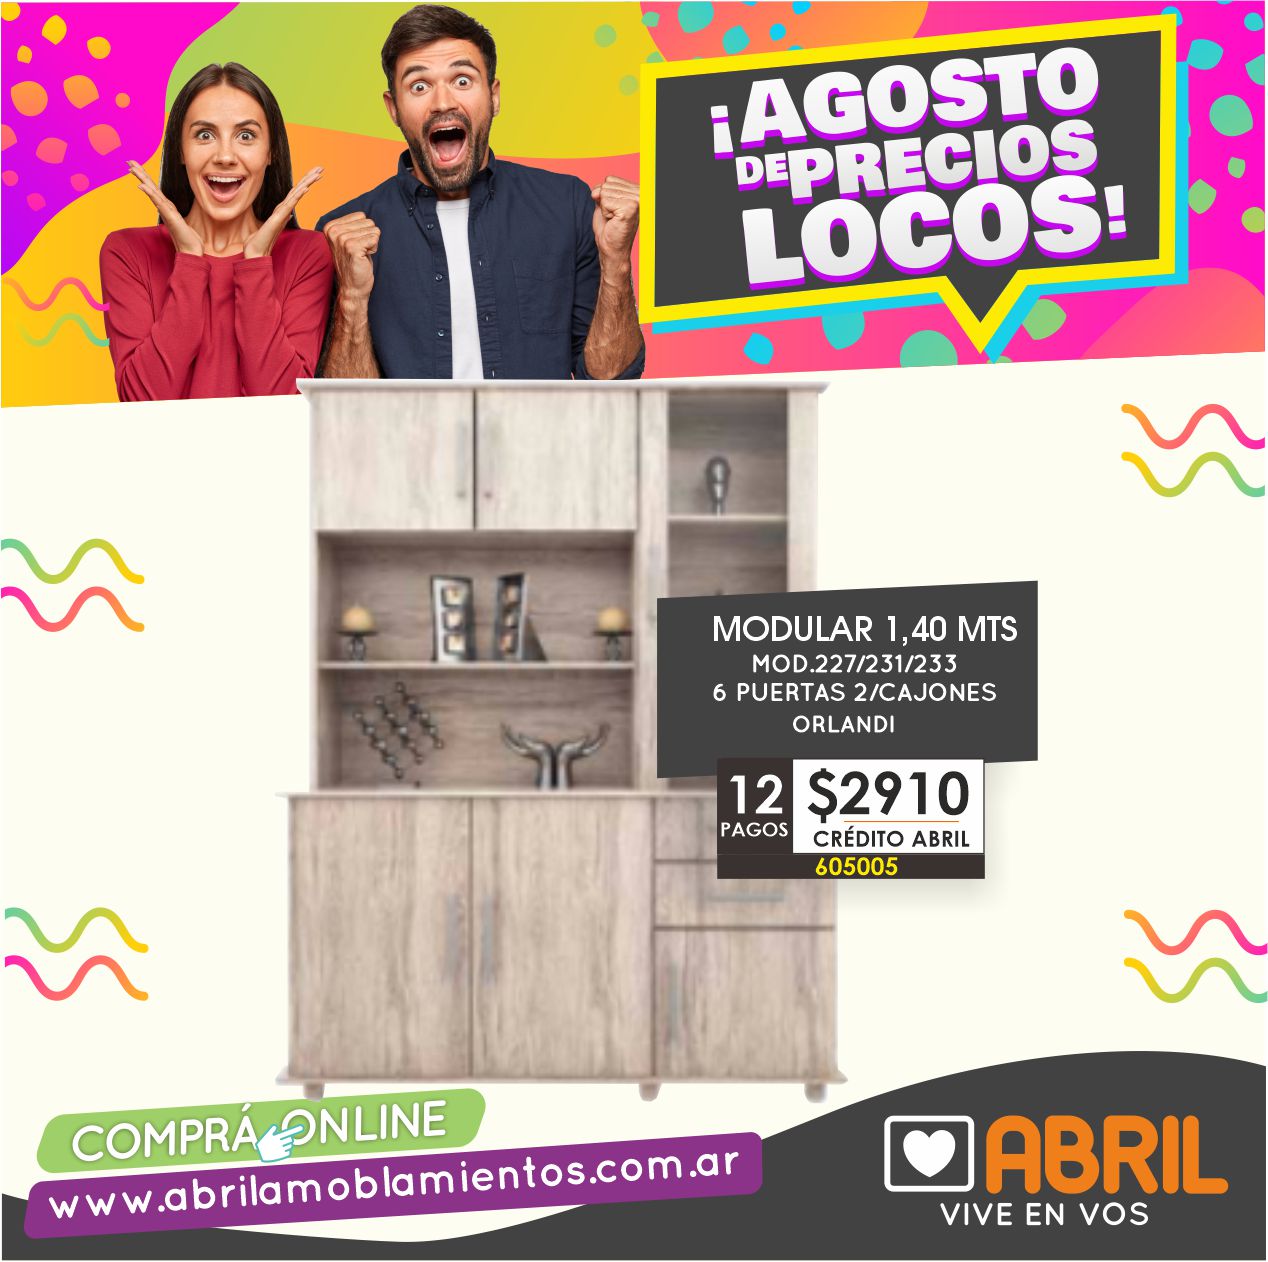 ¡AGOSTO
DE PRECIOS
LOCOS!
MODULAR 1,40 MTS
MOD.227/231/233
6 PUERTAS 2/CAJONES
ORLANDI
12 PAGOS
$2910
CRÉDITO ABRIL
605005
COMPRÁ ONLINE
www.abrilamoblamientos.com.ar
ABRIL
VIVE EN VOS